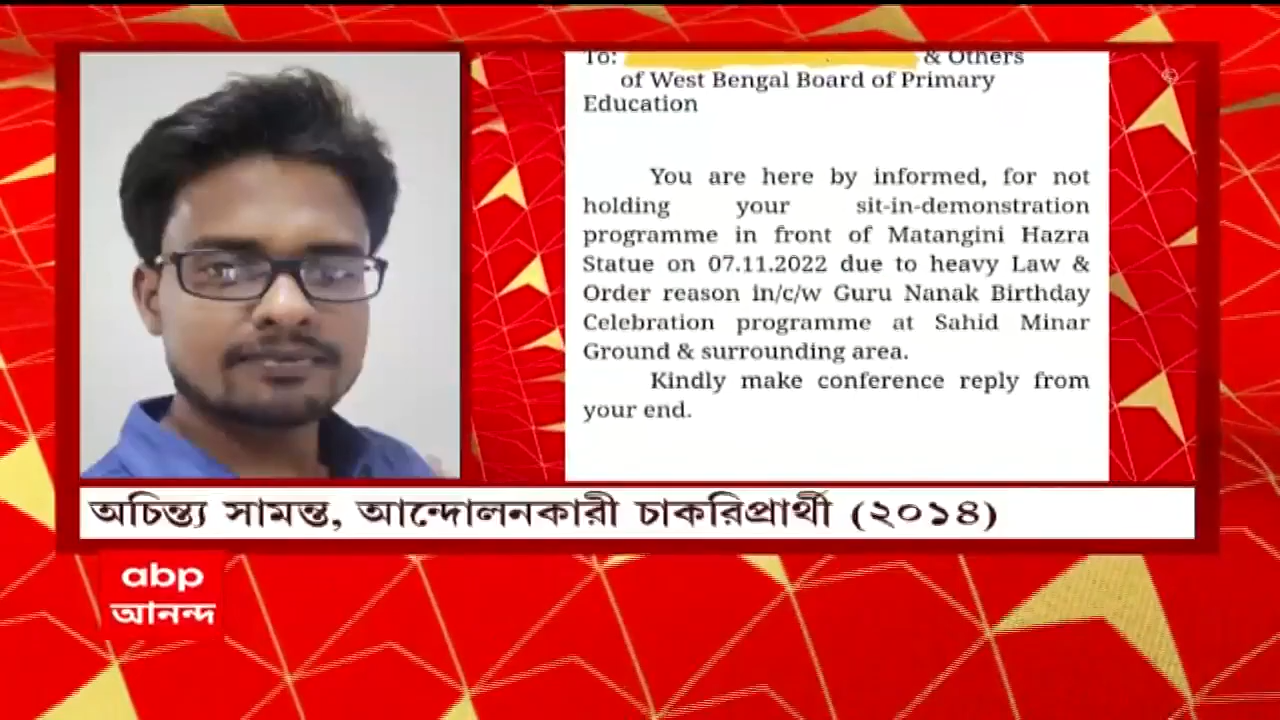 To: & Others
of West Bengal Board of Primary
Education
You are here by informed, for not
holding your sit-in-demonstration
programme in front of Matangini Hazra
Statue on 07.11.2022 due to heavy Law &
Order reason in/c/w Guru Nanak Birthday
Celebration programme at Sahid Minar
Ground & surrounding area.
Kindly make conference reply from
your end.
অচিন্ত্য সামন্ত, আন্দোলনকারী চাকরিপ্রার্থী (২০১৪)
abp
আনন্দ